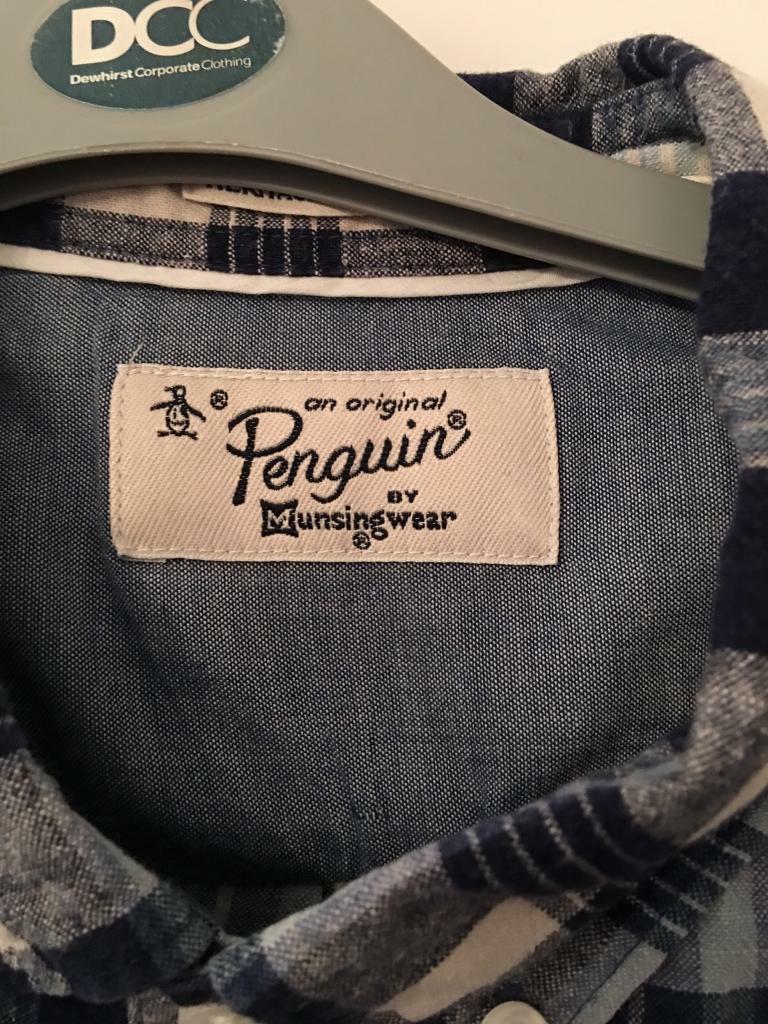 DCC
Dewhirst Corporate Clothing
®
an original
Penguin®
BY
Munsingwear
®